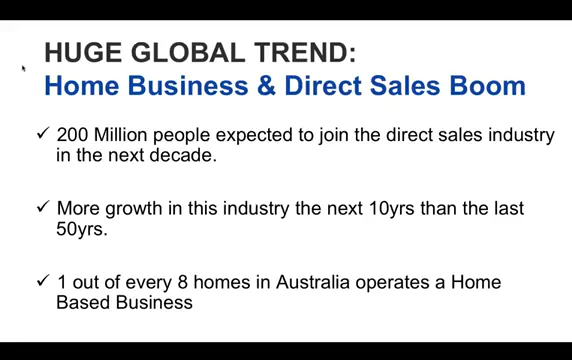 HUGE GLOBAL TREND:
Home Business & Direct Sales Boom
✓ 200 Million people expected to join the direct sales industry
in the next decade.
✓ More growth in this industry the next 10yrs than the last
50yrs.
✓ 1 out of every 8 homes in Australia operates a Home
Based Business